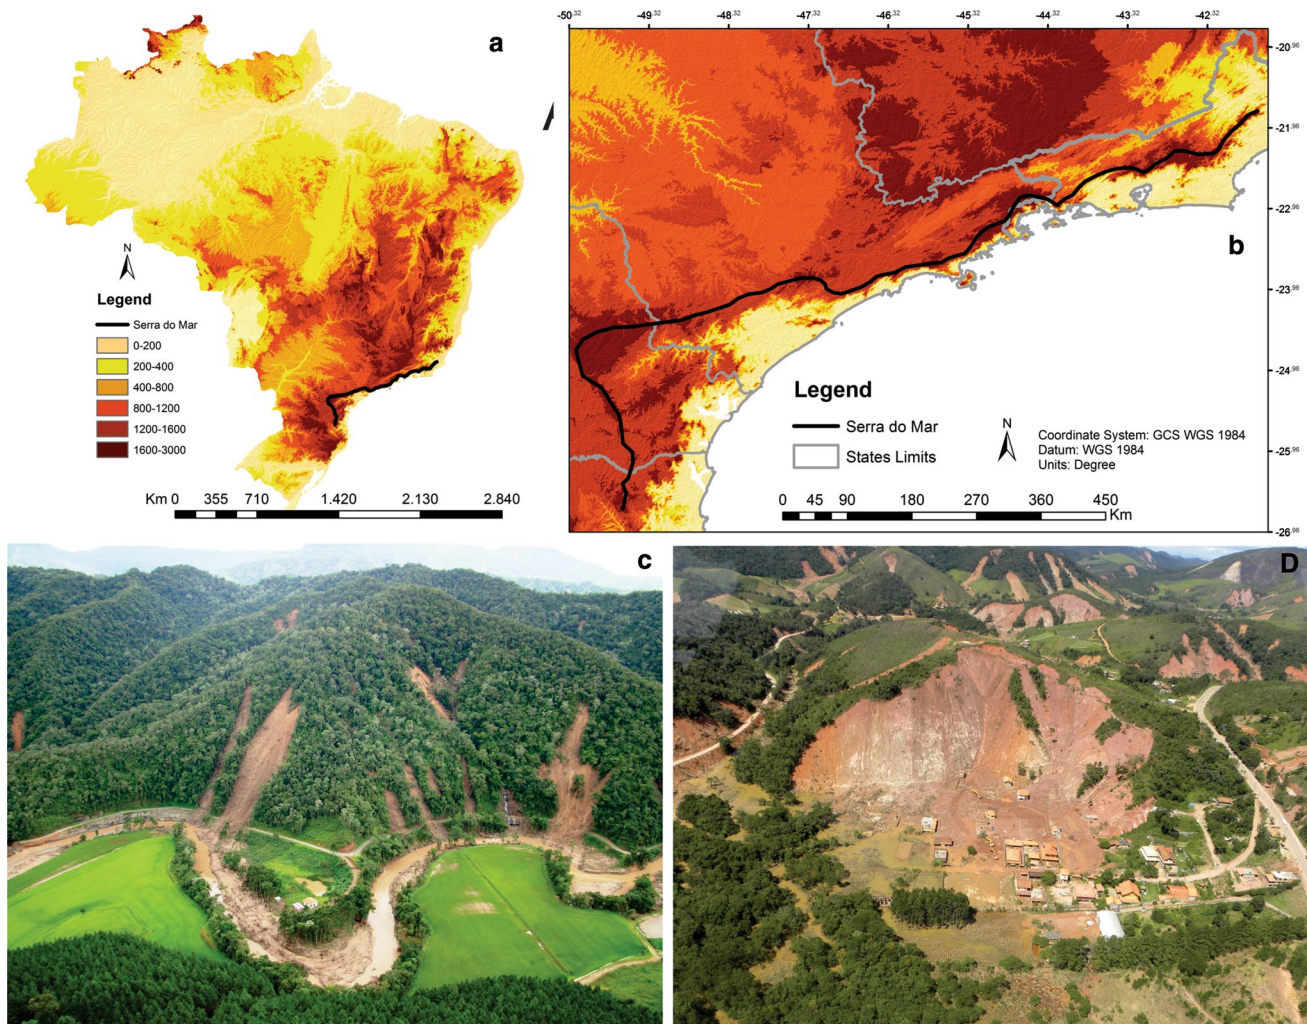 a
N
Legend
Serra do Mar
0-200
200-400
400-800
800-1200
1200-1600
1600-3000
Km 0 355 710 1.420 2.130 2.840
A
-50.32 -49.32 -48.32 -47.32 -46.32 -45.32 -44.32 -43.32 -42.32
-20.96
-21.96
-22.96
-23.96
-24.96
-25.96
-26.96
b
Legend
Serra do Mar
States Limits
N
Coordinate System: GCS WGS 1984
Datum: WGS 1984
Units: Degree
0 45 90 180 270 360 450
Km
c
D